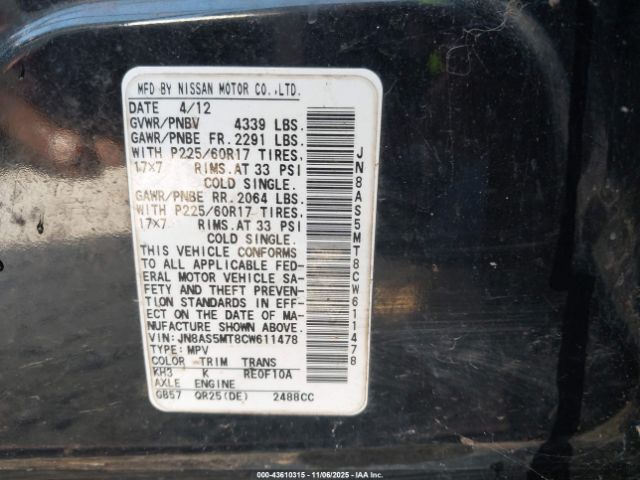 MFD BY NISSAN MOTOR CO.,LTD.
DATE 4/12
GVWR/PNBV 4339 LBS.
GAWR/PNBE FR.2291 LBS.
WITH P225/60R17 TIRES,
17X7 RIMS.AT 33 PSI
COLD SINGLE.
GAWR/PNBE RR.2064 LBS.
WITH P225/60R17 TIRES,
17X7 RIMS.AT 33 PSI
COLD SINGLE.
THIS VEHICLE CONFORMS
TO ALL APPLICABLE FED-
ERAL MOTOR VEHICLE SA-
FETY AND THEFT PREVEN-
TION STANDARDS IN EFF-
ECT ON THE DATE OF MA-
NUFACTURE SHOWN ABOVE.
VIN:JN8AS5MT8CW611478
TYPE: MPV
COLOR TRIM TRANS
KH3 K RE0F10A
AXLE ENGINE
GB57 QR25(DE) 2488CC
JN8AS5MT8CW611478
000-43610315 - 11/06/2025 - IAAHOLDINGS.COM